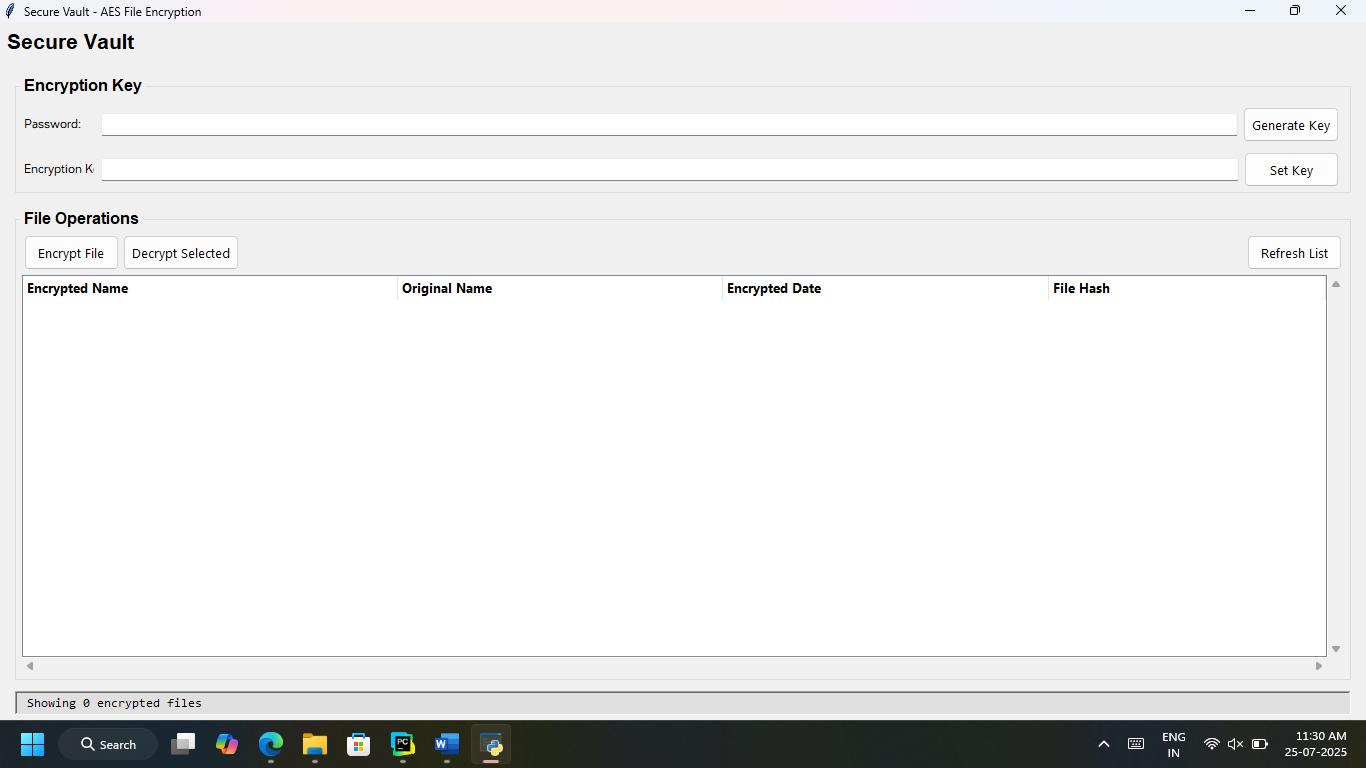 Secure Vault - AES File Encryption
Secure Vault
Encryption Key
Password:
Generate Key
Encryption K
Set Key
File Operations
Encrypt File Decrypt Selected Refresh List
Encrypted Name Original Name Encrypted Date File Hash
Showing 0 encrypted files
Search
PC
W
ENG
IN
11:30 AM
25-07-2025